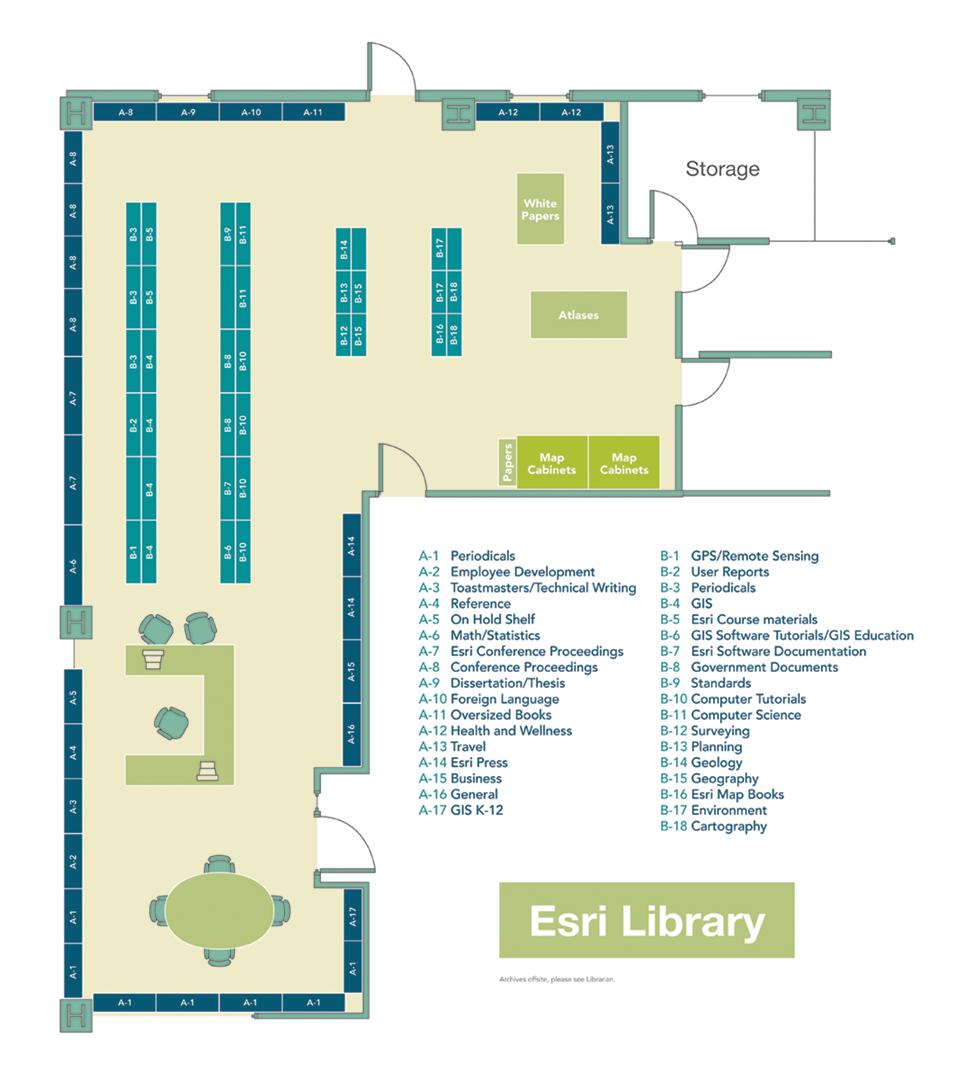 A-8 A-9 A-10 A-11 A-12 A-12
A-8
A-8
A-8
A-8
A-7
A-7
A-6
A-5
A-4
A-3
A-2
A-1
A-1
A-1 A-1 A-1 A-1
A-13
A-13
Storage
White
Papers
Atlases
Papers
Map
Cabinets
Map
Cabinets
B-3 B-5
B-3 B-5
B-3 B-4
B-2 B-4
B-4
B-1 B-4
B-9 B-11
B-11
B-8 B-10
B-8 B-10
B-7 B-10
B-6 B-10
B-14
B-13 B-15
B-12 B-15
B-17
B-17 B-18
B-16 B-18
A-14
A-14
A-15
A-16
A-17
A-1
A-1 Periodicals
A-2 Employee Development
A-3 Toastmasters/Technical Writing
A-4 Reference
A-5 On Hold Shelf
A-6 Math/Statistics
A-7 Esri Conference Proceedings
A-8 Conference Proceedings
A-9 Dissertation/Thesis
A-10 Foreign Language
A-11 Oversized Books
A-12 Health and Wellness
A-13 Travel
A-14 Esri Press
A-15 Business
A-16 General
A-17 GIS K-12
B-1 GPS/Remote Sensing
B-2 User Reports
B-3 Periodicals
B-4 GIS
B-5 Esri Course materials
B-6 GIS Software Tutorials/GIS Education
B-7 Esri Software Documentation
B-8 Government Documents
B-9 Standards
B-10 Computer Tutorials
B-11 Computer Science
B-12 Surveying
B-13 Planning
B-14 Geology
B-15 Geography
B-16 Esri Map Books
B-17 Environment
B-18 Cartography
Esri Library
Archives offsite, please see Librarian.